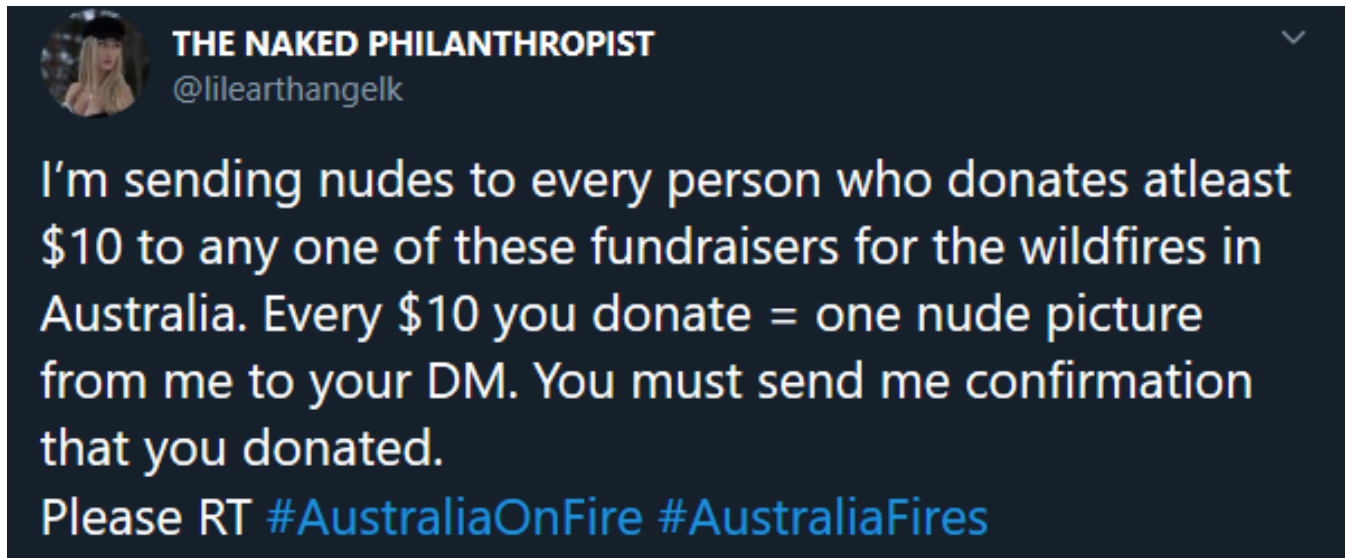 THE NAKED PHILANTHROPIST
@lilearthangelk
I’m sending nudes to every person who donates atleast
$10 to any one of these fundraisers for the wildfires in
Australia. Every $10 you donate = one nude picture
from me to your DM. You must send me confirmation
that you donated.
Please RT #AustraliaOnFire #AustraliaFires